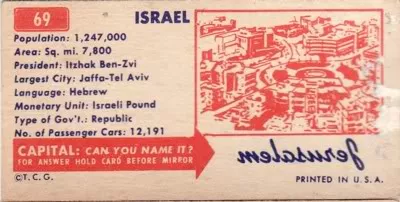 69
ISRAEL
Population: 1,247,000
Area: Sq. mi. 7,800
President: Itzhak Ben-Zvi
Largest City: Jaffa-Tel Aviv
Language: Hebrew
Monetary Unit: Israeli Pound
Type of Gov't.: Republic
No. of Passenger Cars: 12,191
CAPITAL: CAN YOU NAME IT?
FOR ANSWER HOLD CARD BEFORE MIRROR
Jerusalem
©T.C.G.
PRINTED IN U.S.A.